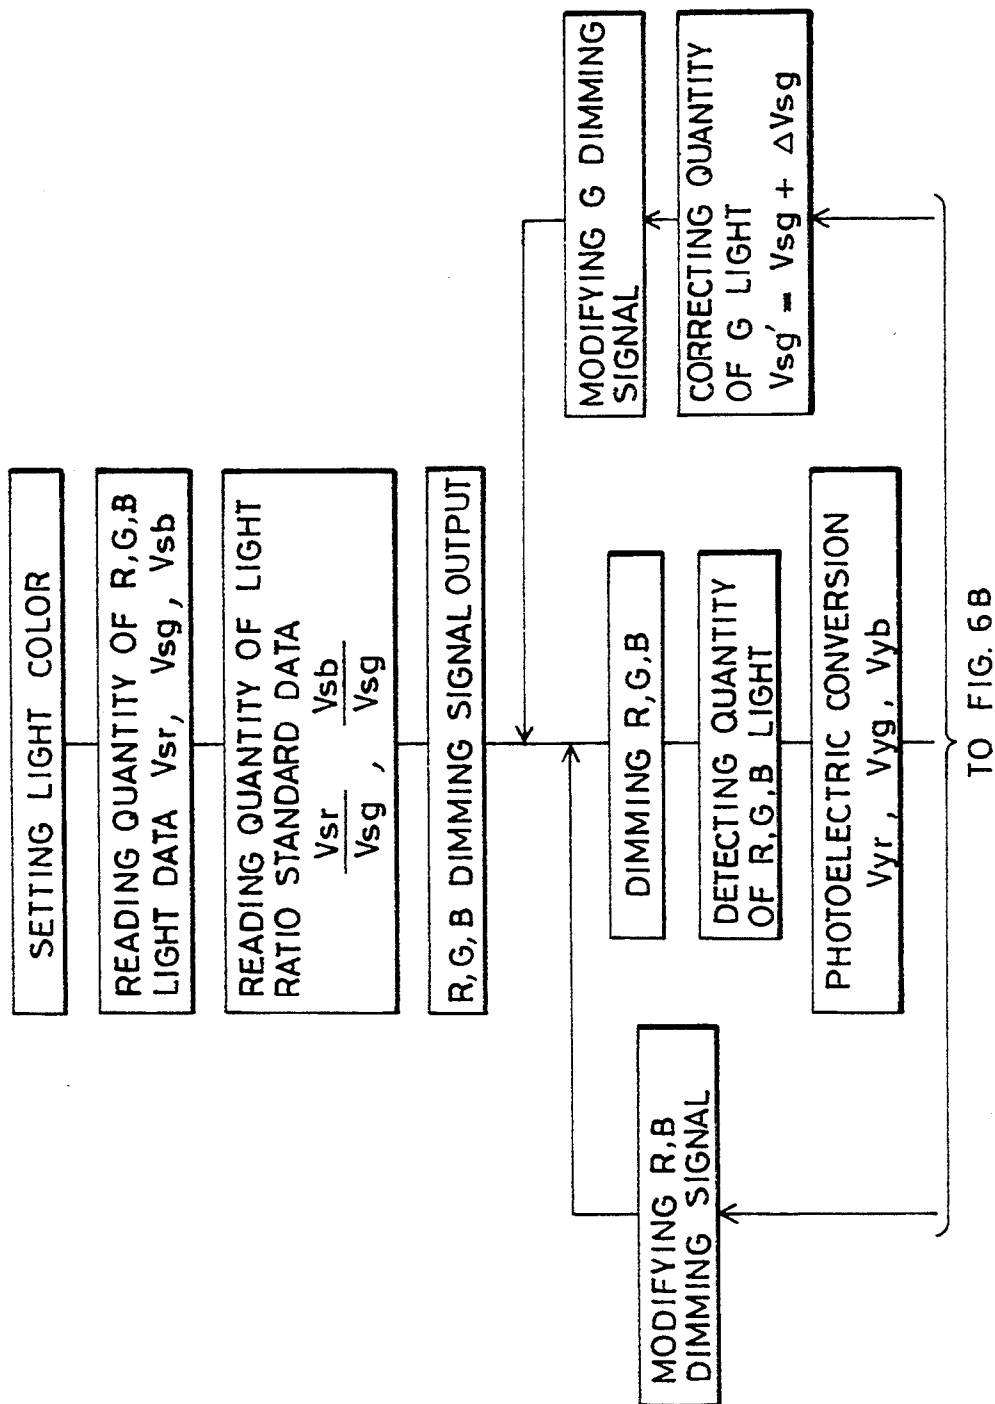 SETTING LIGHT COLOR
READING QUANTITY OF R,G,B
LIGHT DATA Vsr, Vsg, Vsb
READING QUANTITY OF LIGHT
RATIO STANDARD DATA
Vsr/Vsg, Vsb/Vsg
R,G,B DIMMING SIGNAL OUTPUT
DIMMING R,G,B
DETECTING QUANTITY
OF R,G,B LIGHT
PHOTOELECTRIC CONVERSION
Vyr, Vyg, Vyb
MODIFYING R,B
DIMMING SIGNAL
MODIFYING G DIMMING
SIGNAL
CORRECTING QUANTITY
OF G LIGHT
Vsg' = Vsg + ΔVsg
TO FIG. 6B